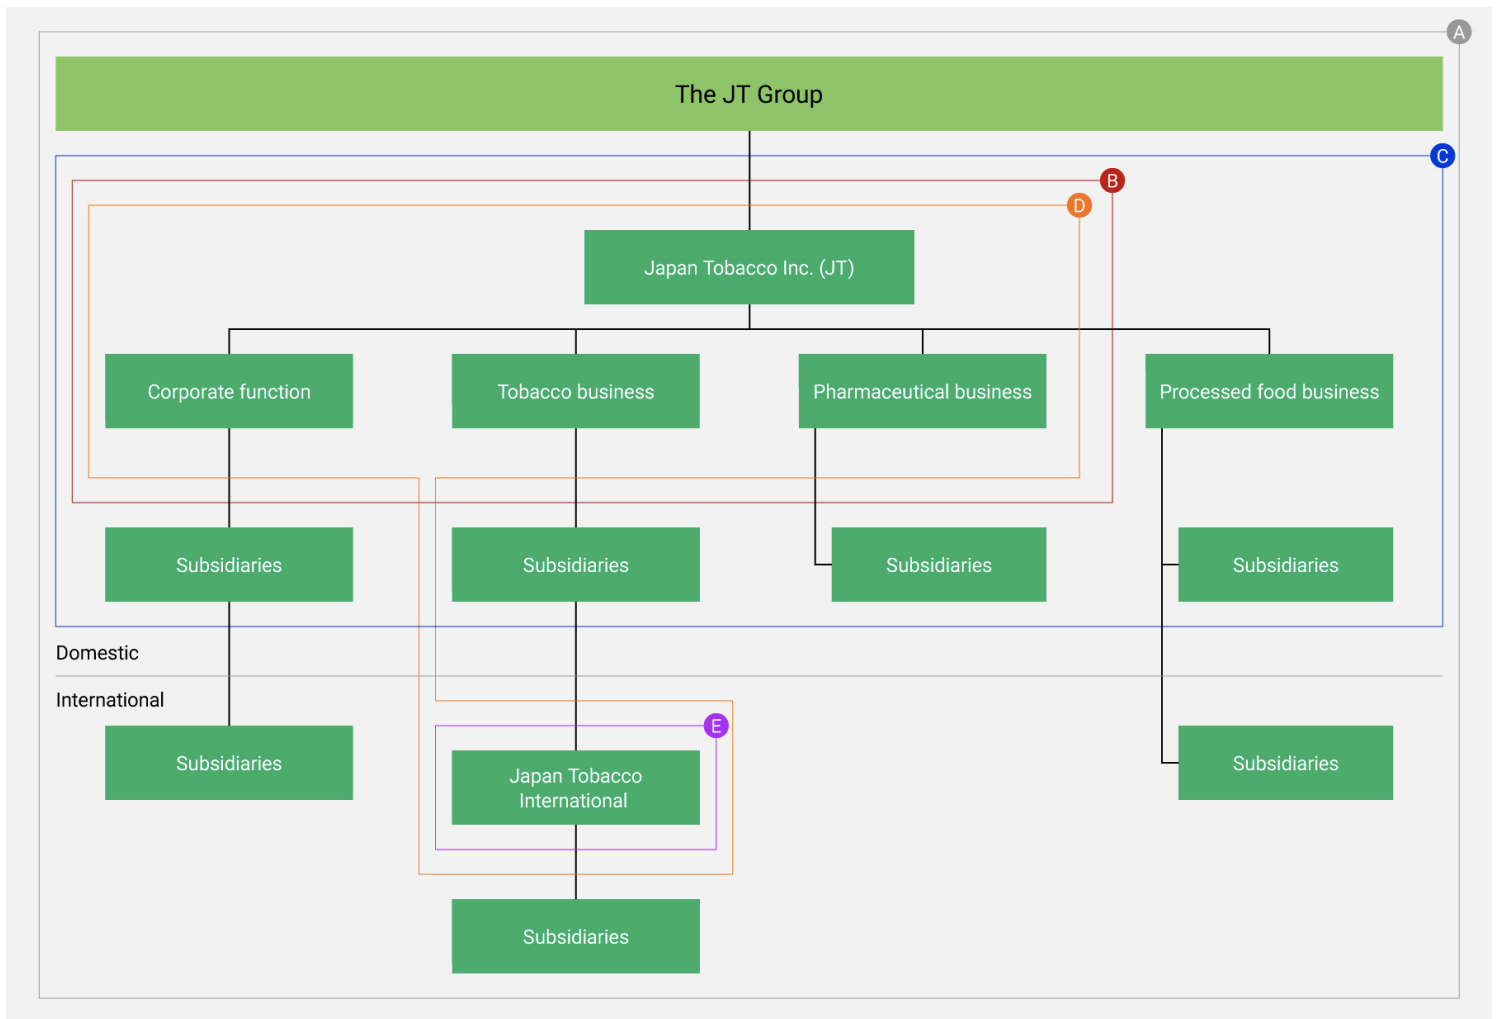 A
The JT Group
C
B
D
Japan Tobacco Inc. (JT)
Corporate function
Tobacco business
Pharmaceutical business
Processed food business
Subsidiaries
Subsidiaries
Subsidiaries
Subsidiaries
Domestic
International
E
Subsidiaries
Japan Tobacco
International
Subsidiaries
Subsidiaries